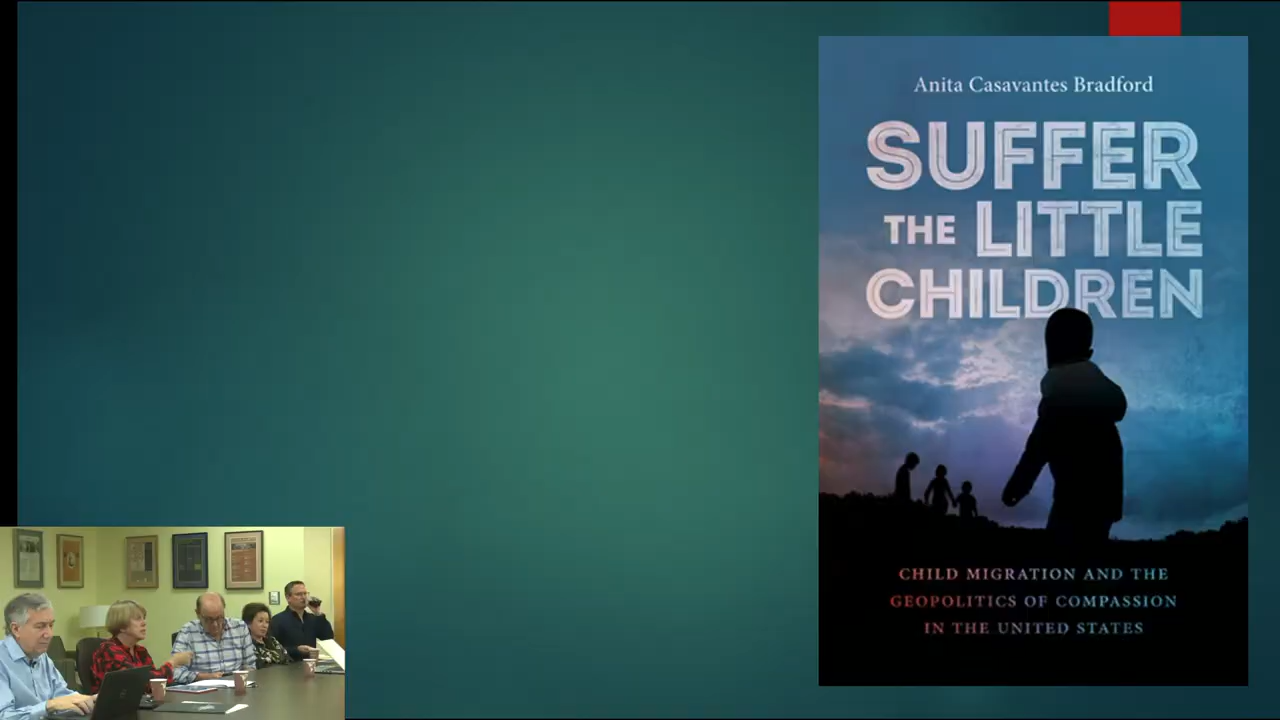 Anita Casavantes Bradford
SUFFER
THE LITTLE
CHILDREN
CHILD MIGRATION AND THE
GEOPOLITICS OF COMPASSION
IN THE UNITED STATES